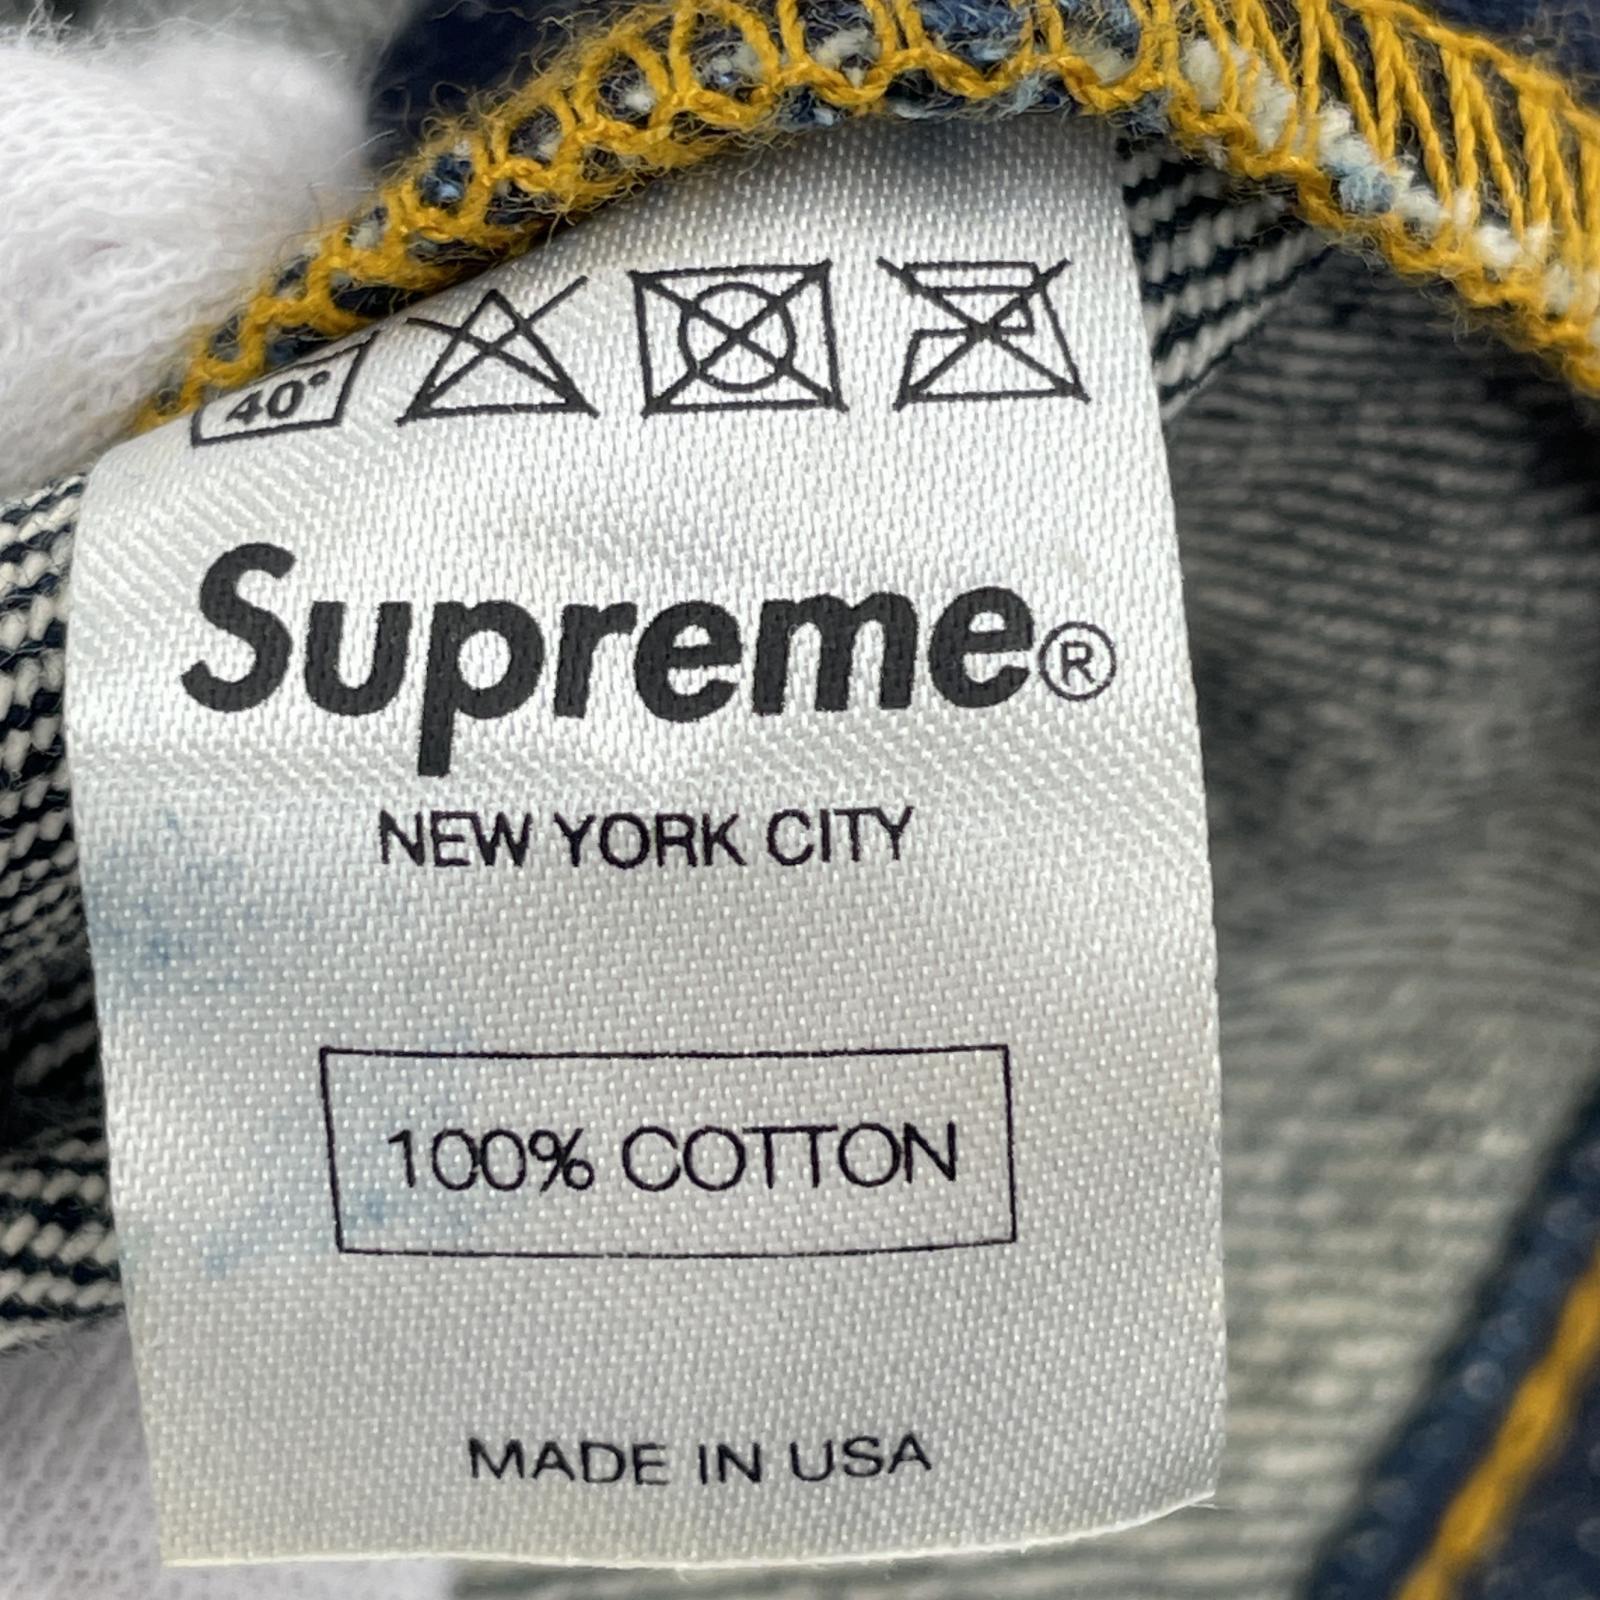 40°
Supreme®
NEW YORK CITY
100% COTTON
MADE IN USA